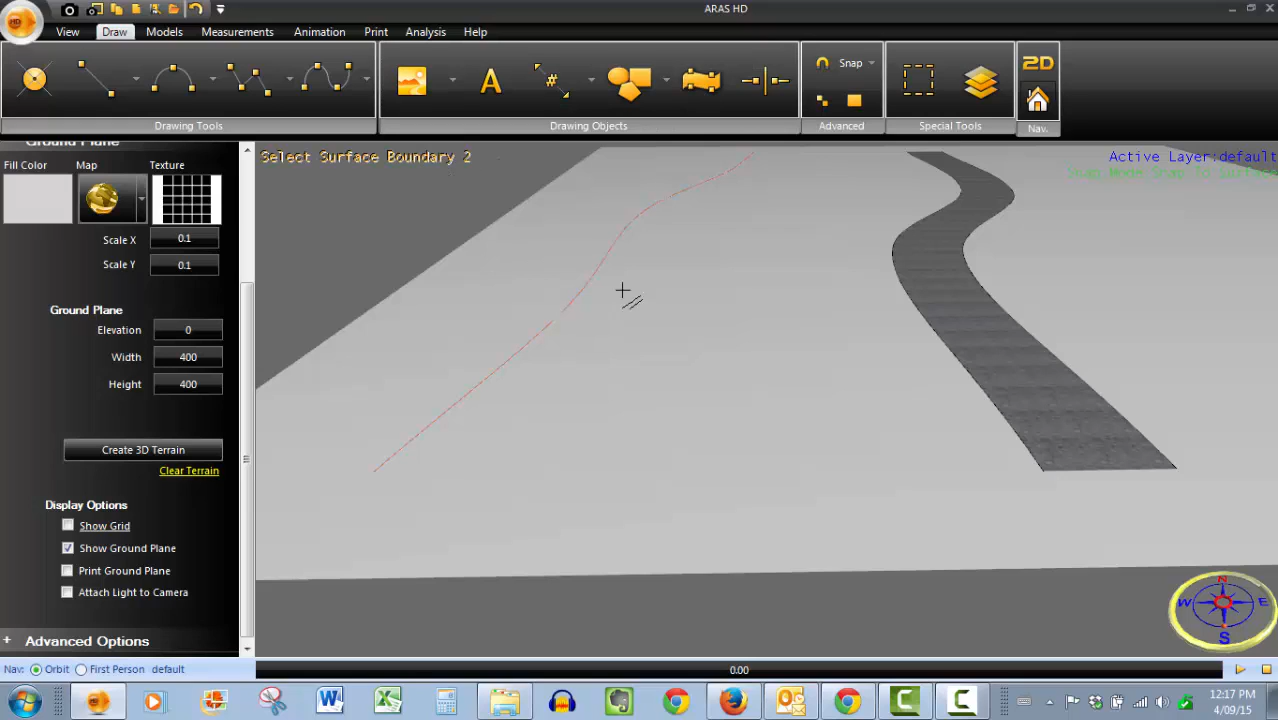 ARAS HD
HD
View Draw Models Measurements Animation Print Analysis Help
A # Snap 2D
Drawing Tools Drawing Objects Advanced Special Tools Nav.
Ground Plane
Select Surface Boundary 2
Active Layer:default
Snap Mode Snap To Surface
Fill Color Map Texture
Scale X 0.1
Scale Y 0.1
Ground Plane
Elevation 0
Width 400
Height 400
Create 3D Terrain
Clear Terrain
Display Options
Show Grid
Show Ground Plane
Print Ground Plane
Attach Light to Camera
N
W E
S
+ Advanced Options
Nav: Orbit First Person default 0.00
12:17 PM
4/09/15